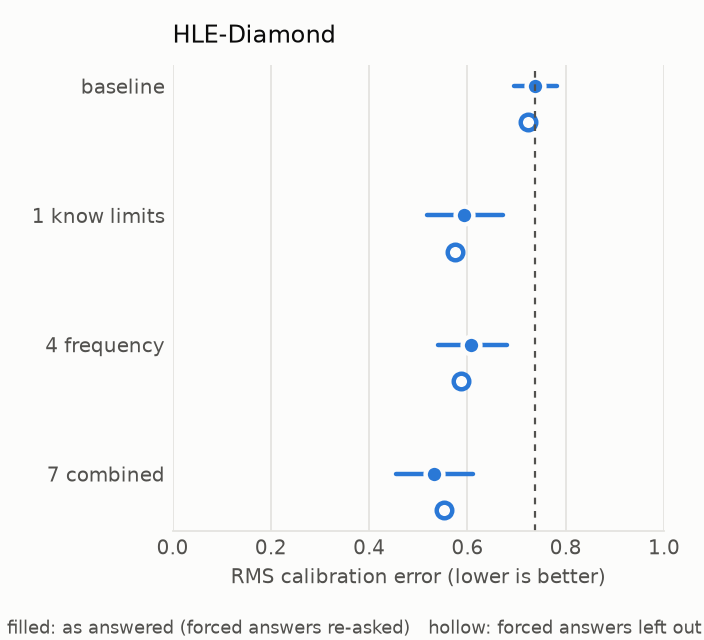 HLE-Diamond
baseline
1 know limits
4 frequency
7 combined
0.0 0.2 0.4 0.6 0.8 1.0
RMS calibration error (lower is better)
filled: as answered (forced answers re-asked) hollow: forced answers left out